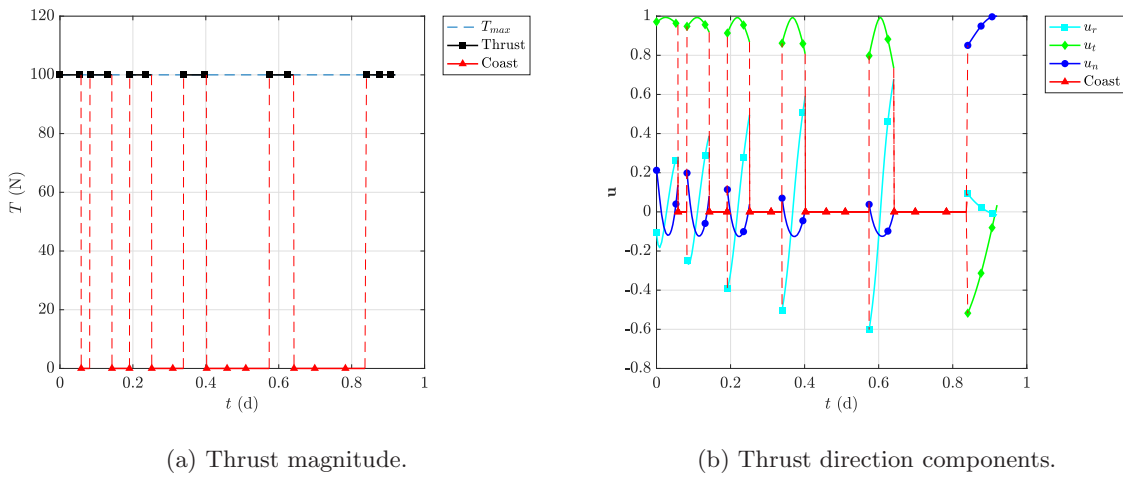 120
100
80
60
40
20
0
0 0.2 0.4 0.6 0.8 1
T (N)
t (d)
T_max
Thrust
Coast
(a) Thrust magnitude.
1
0.8
0.6
0.4
0.2
0
-0.2
-0.4
-0.6
-0.8
0 0.2 0.4 0.6 0.8 1
u
t (d)
u_r
u_t
u_n
Coast
(b) Thrust direction components.